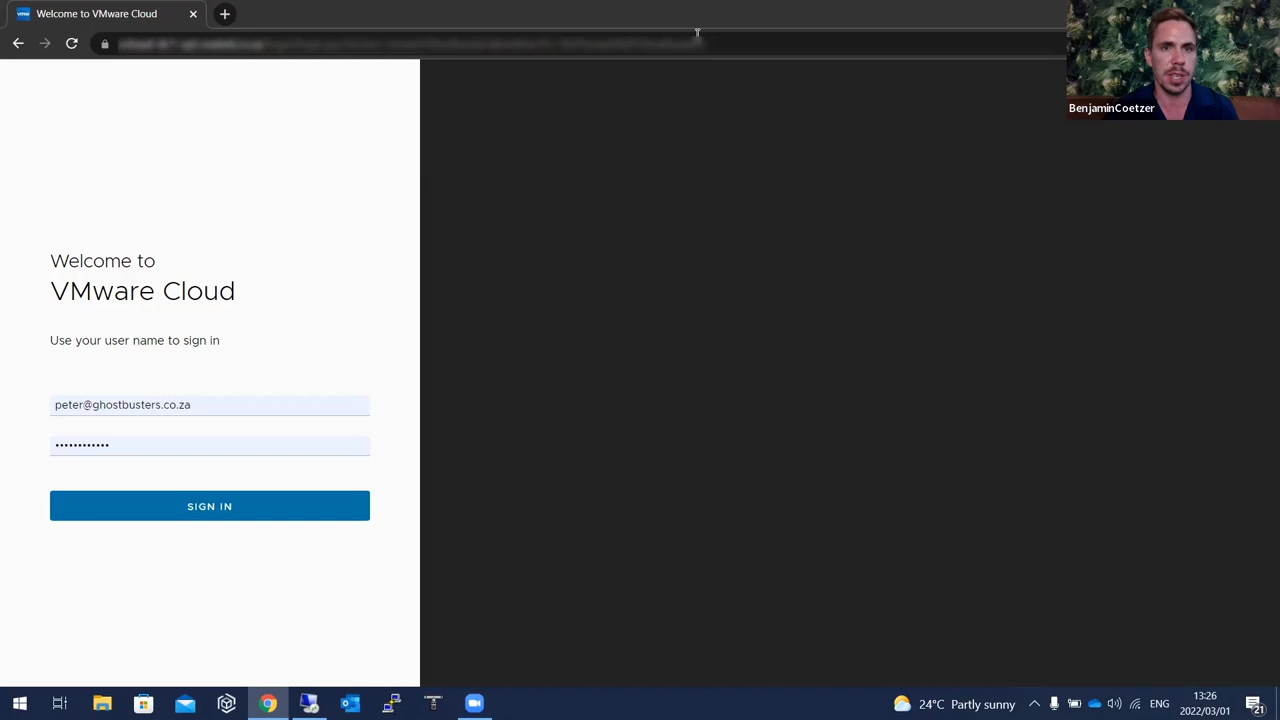 Welcome to VMware Cloud
BenjaminCoetzer
Welcome to
VMware Cloud
Use your user name to sign in
peter@ghostbusters.co.za
••••••••••••
SIGN IN
24°C Partly sunny
ENG
13:26
2022/03/01
21